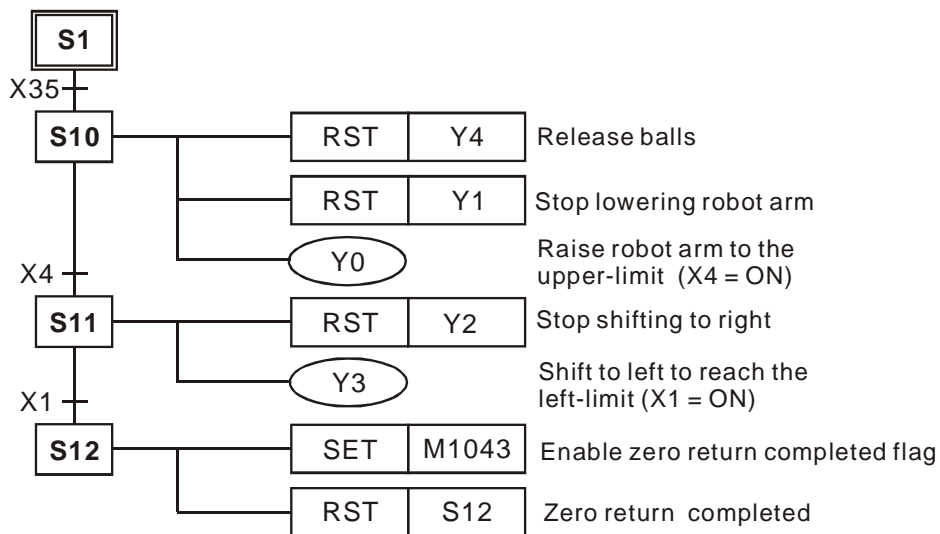 S1
X35
S10
RST Y4 Release balls
RST Y1 Stop lowering robot arm
Y0 Raise robot arm to the
upper-limit (X4 = ON)
X4
S11
RST Y2 Stop shifting to right
Y3 Shift to left to reach the
left-limit (X1 = ON)
X1
S12
SET M1043 Enable zero return completed flag
RST S12 Zero return completed